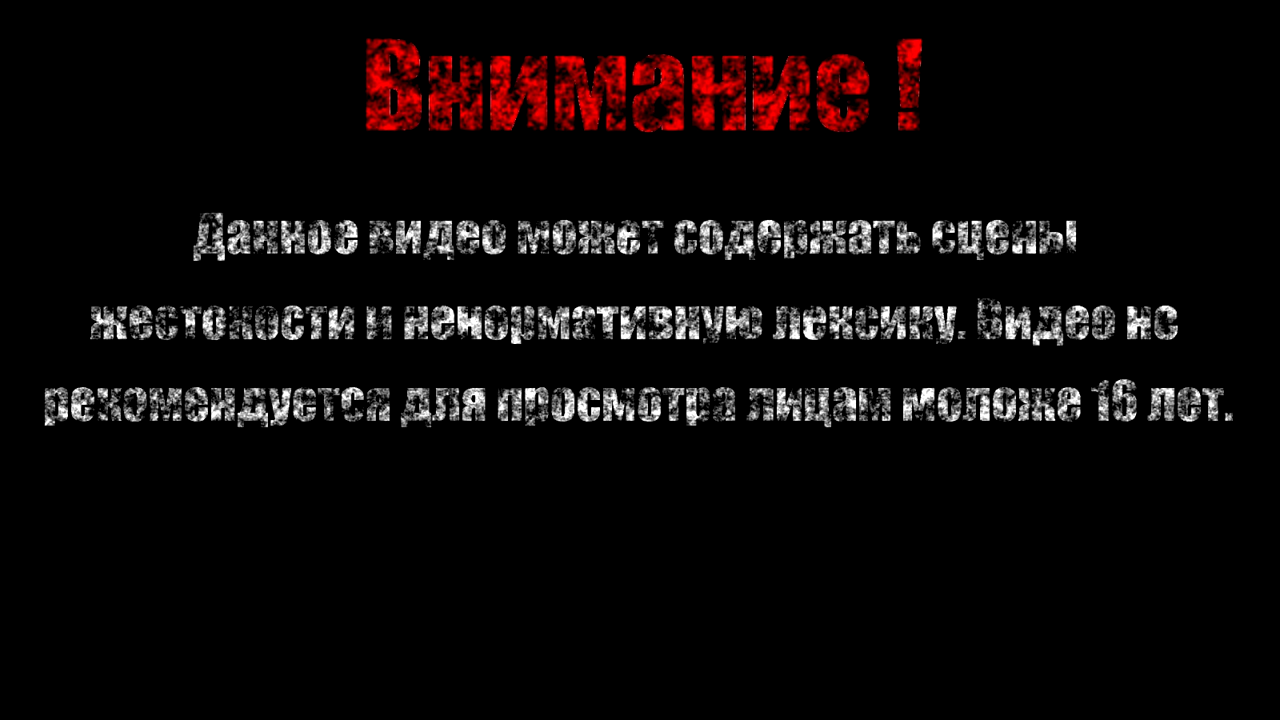 Внимание !
Данное видео может содержать сцены
жестокости и ненормативную лексику. Видео не
рекомендуется для просмотра лицам моложе 16 лет.